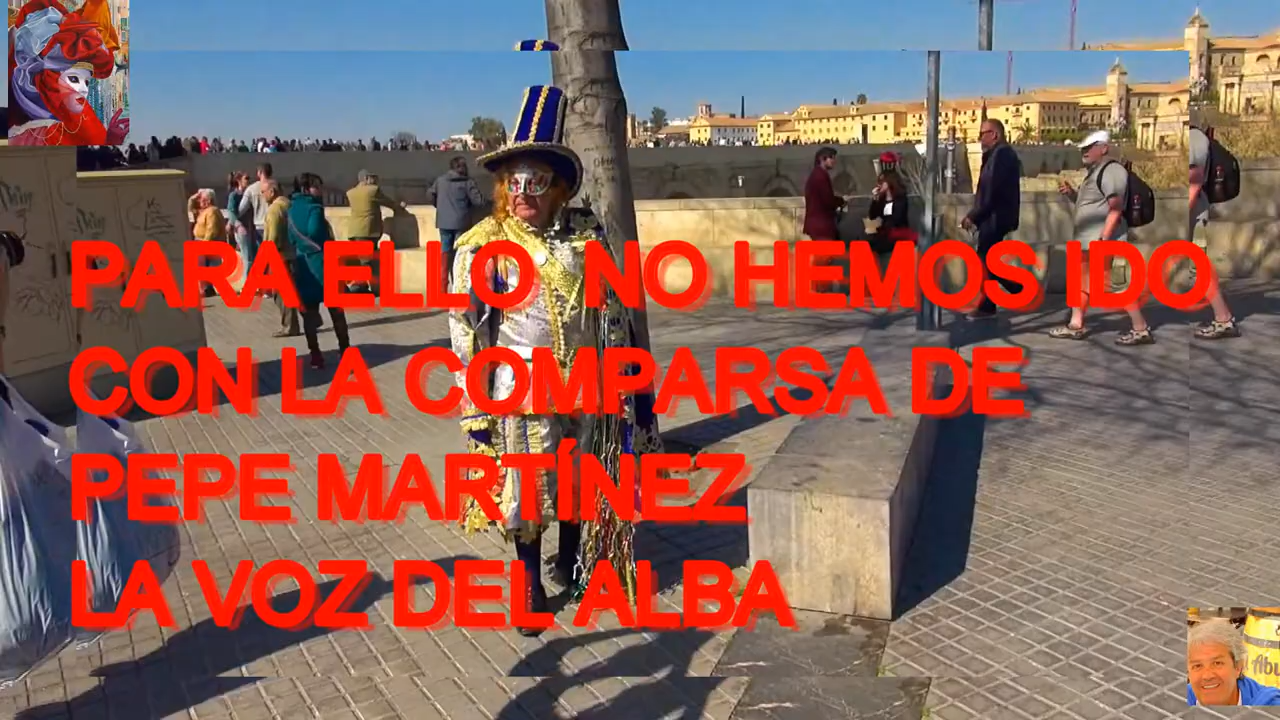 PARA ELLO NO HEMOS IDO
CON LA COMPARSA DE
PEPE MARTÍNEZ
LA VOZ DEL ALBA